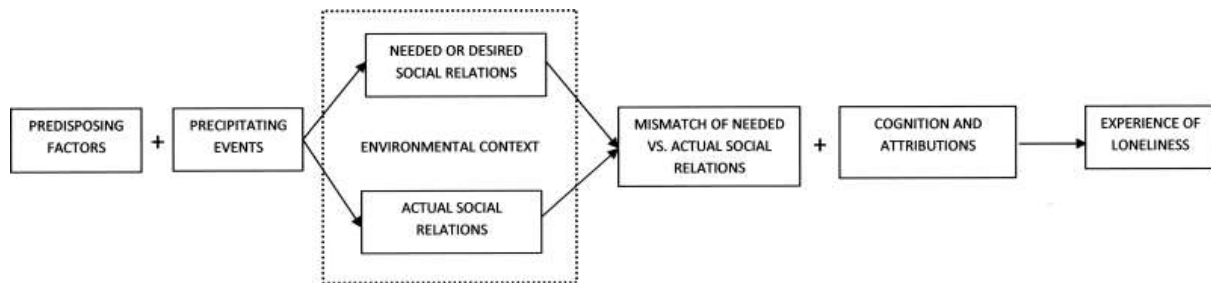 PREDISPOSING
FACTORS
+
PRECIPITATING
EVENTS
NEEDED OR DESIRED
SOCIAL RELATIONS
ENVIRONMENTAL CONTEXT
ACTUAL SOCIAL
RELATIONS
MISMATCH OF NEEDED
VS. ACTUAL SOCIAL
RELATIONS
+
COGNITION AND
ATTRIBUTIONS
EXPERIENCE OF
LONELINESS